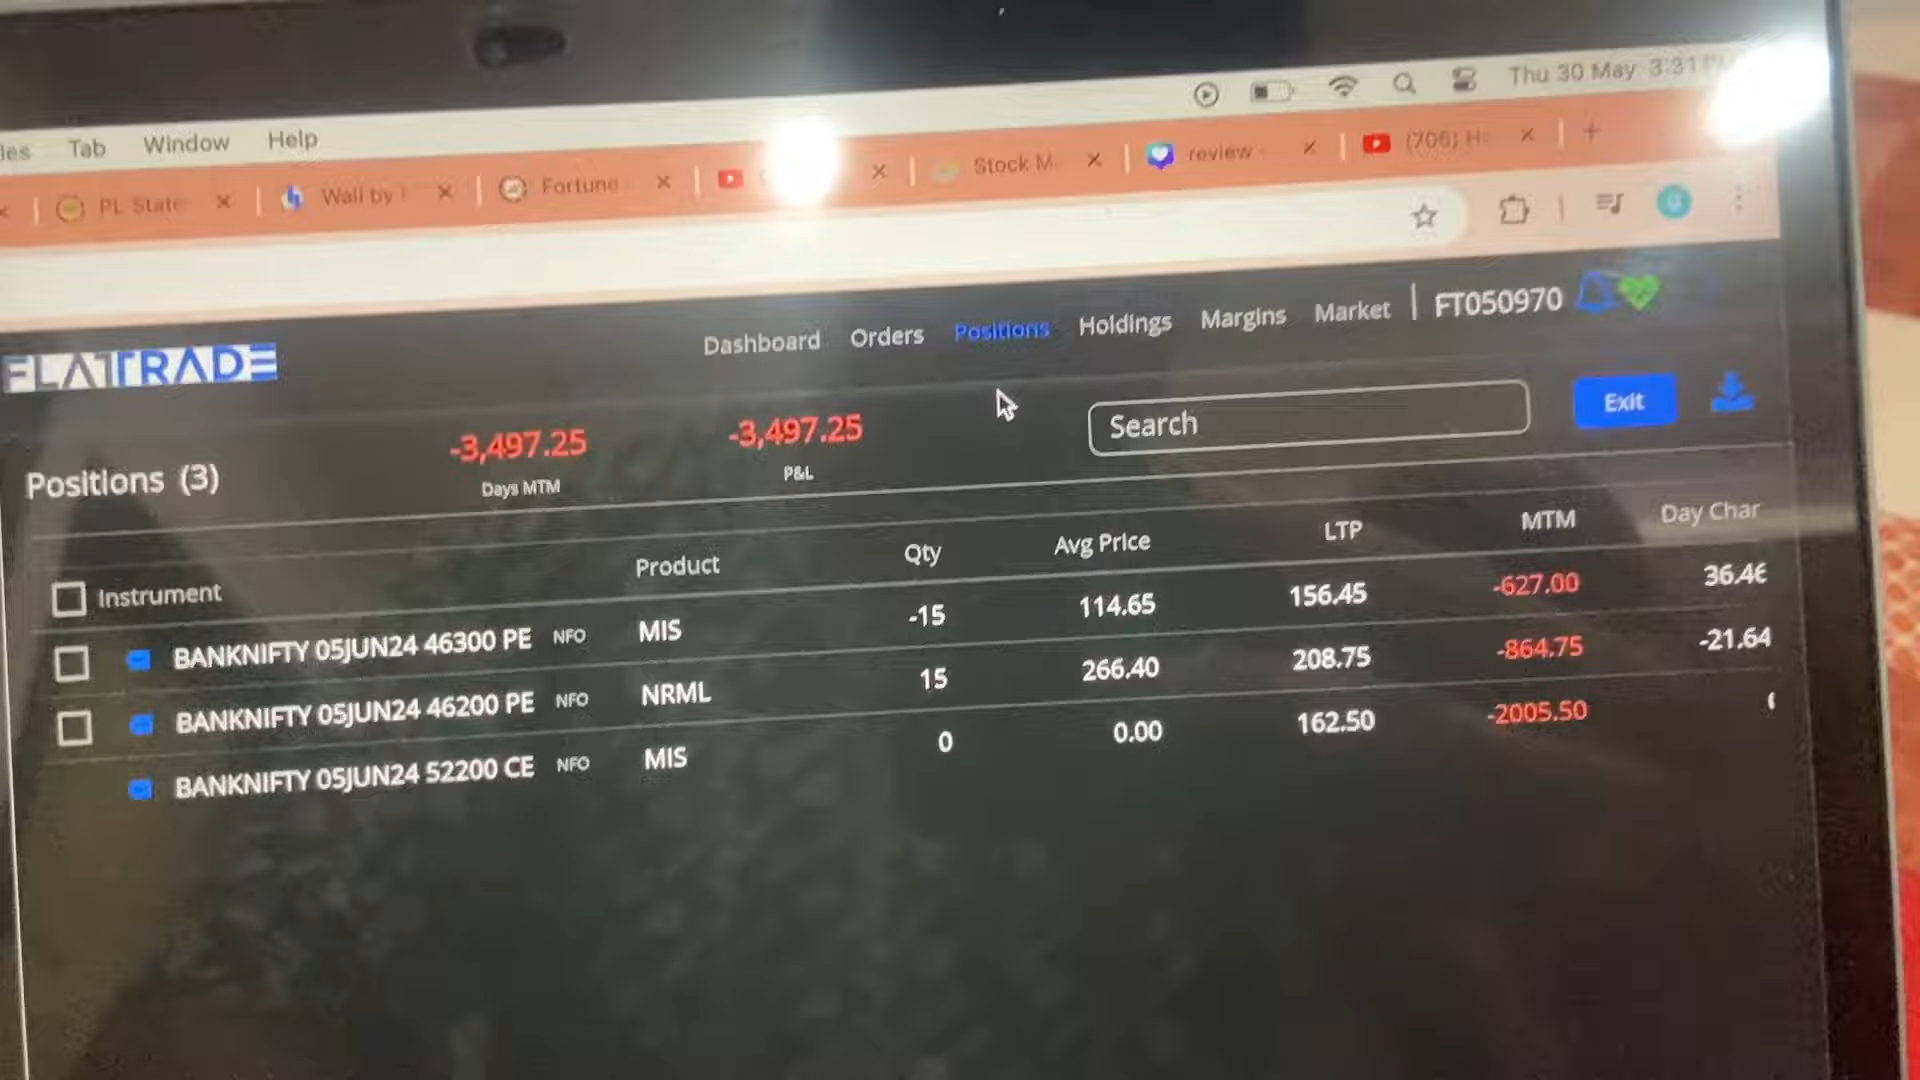 Tab Window Help
Thu 30 May 3:31
PL State
Wall by
Fortune
Stock M
review
(705) H
FLATTRADE
Dashboard Orders Positions Holdings Margins Market | FT050970
Positions (3)
-3,497.25
Days MTM
-3,497.25
P&L
Search
Exit
Instrument Product Qty Avg Price LTP MTM Day Char
BANKNIFTY 05JUN24 46300 PE NFO MIS -15 114.65 156.45 -627.00 36.46
BANKNIFTY 05JUN24 46200 PE NFO NRML 15 266.40 208.75 -864.75 -21.64
BANKNIFTY 05JUN24 52200 CE NFO MIS 0 0.00 162.50 -2005.50